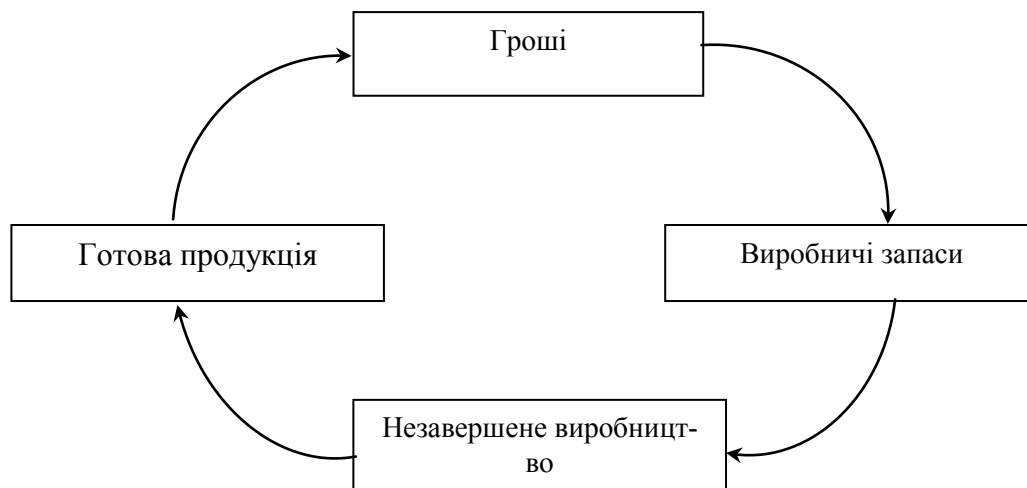 Гроші
Готова продукція
Виробничі запаси
Незавершене виробницт-
во